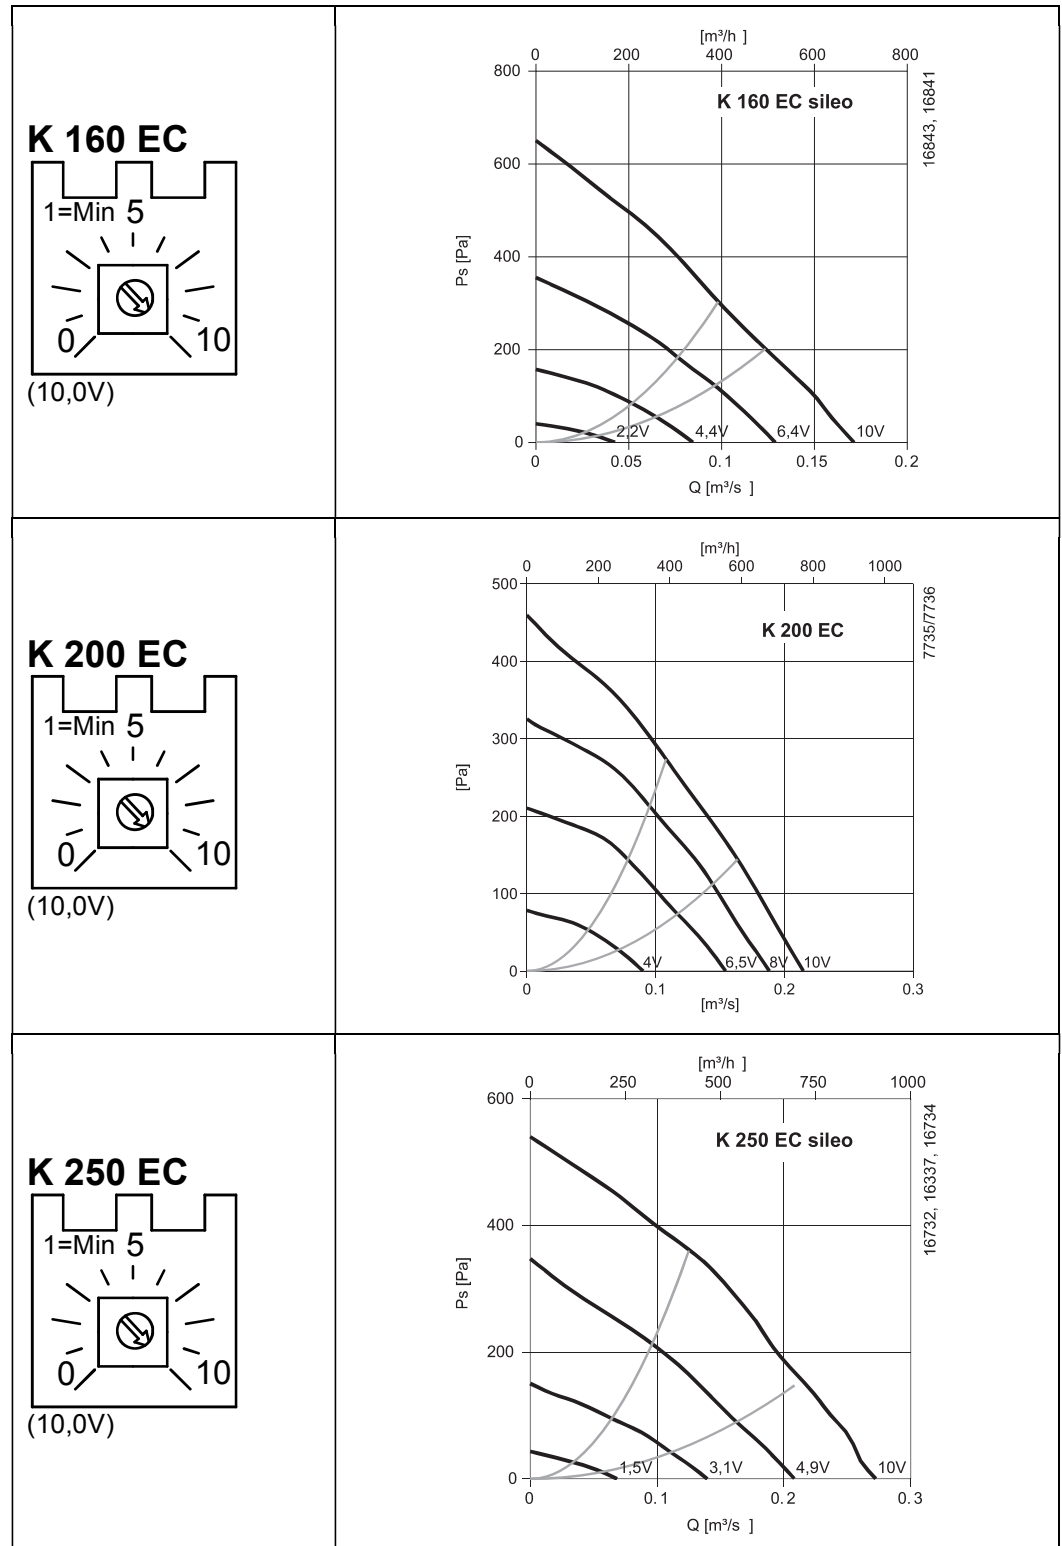 K 160 EC
1=Min 5
0 10
(10,0V)
[m³/h ]
0 200 400 600 800
800
K 160 EC sileo
16843, 16841
600
Ps [Pa]
400
200
2,2V 4,4V 6,4V 10V
0
0 0.05 0.1 0.15 0.2
Q [m³/s ]
K 200 EC
1=Min 5
0 10
(10,0V)
[m³/h]
0 200 400 600 800 1000
500
K 200 EC
7735/7736
400
300
[Pa]
200
100
4V 6,5V 8V 10V
0
0 0.1 0.2 0.3
[m³/s]
K 250 EC
1=Min 5
0 10
(10,0V)
[m³/h ]
0 250 500 750 1000
600
K 250 EC sileo
16732, 16337, 16734
400
Ps [Pa]
200
1,5V 3,1V 4,9V 10V
0
0 0.1 0.2 0.3
Q [m³/s ]